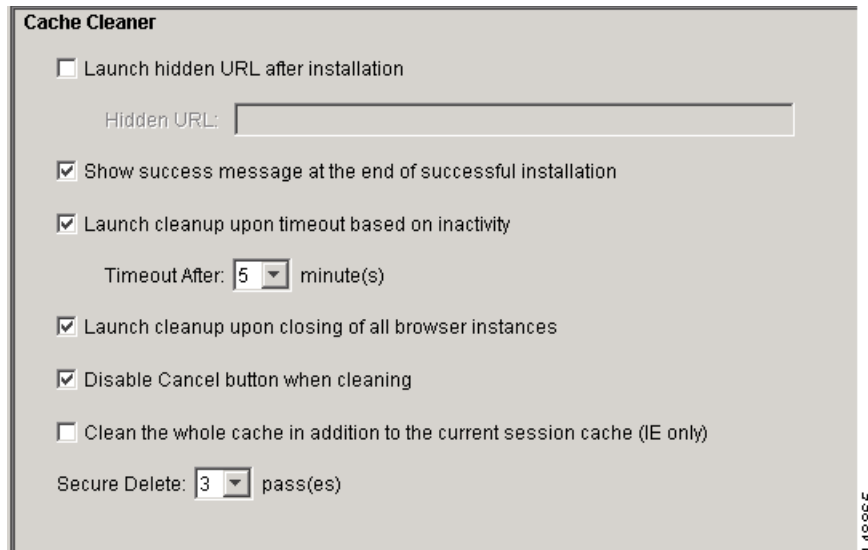 Cache Cleaner
Launch hidden URL after installation
Hidden URL:
Show success message at the end of successful installation
Launch cleanup upon timeout based on inactivity
Timeout After: 5 minute(s)
Launch cleanup upon closing of all browser instances
Disable Cancel button when cleaning
Clean the whole cache in addition to the current session cache (IE only)
Secure Delete: 3 pass(es)